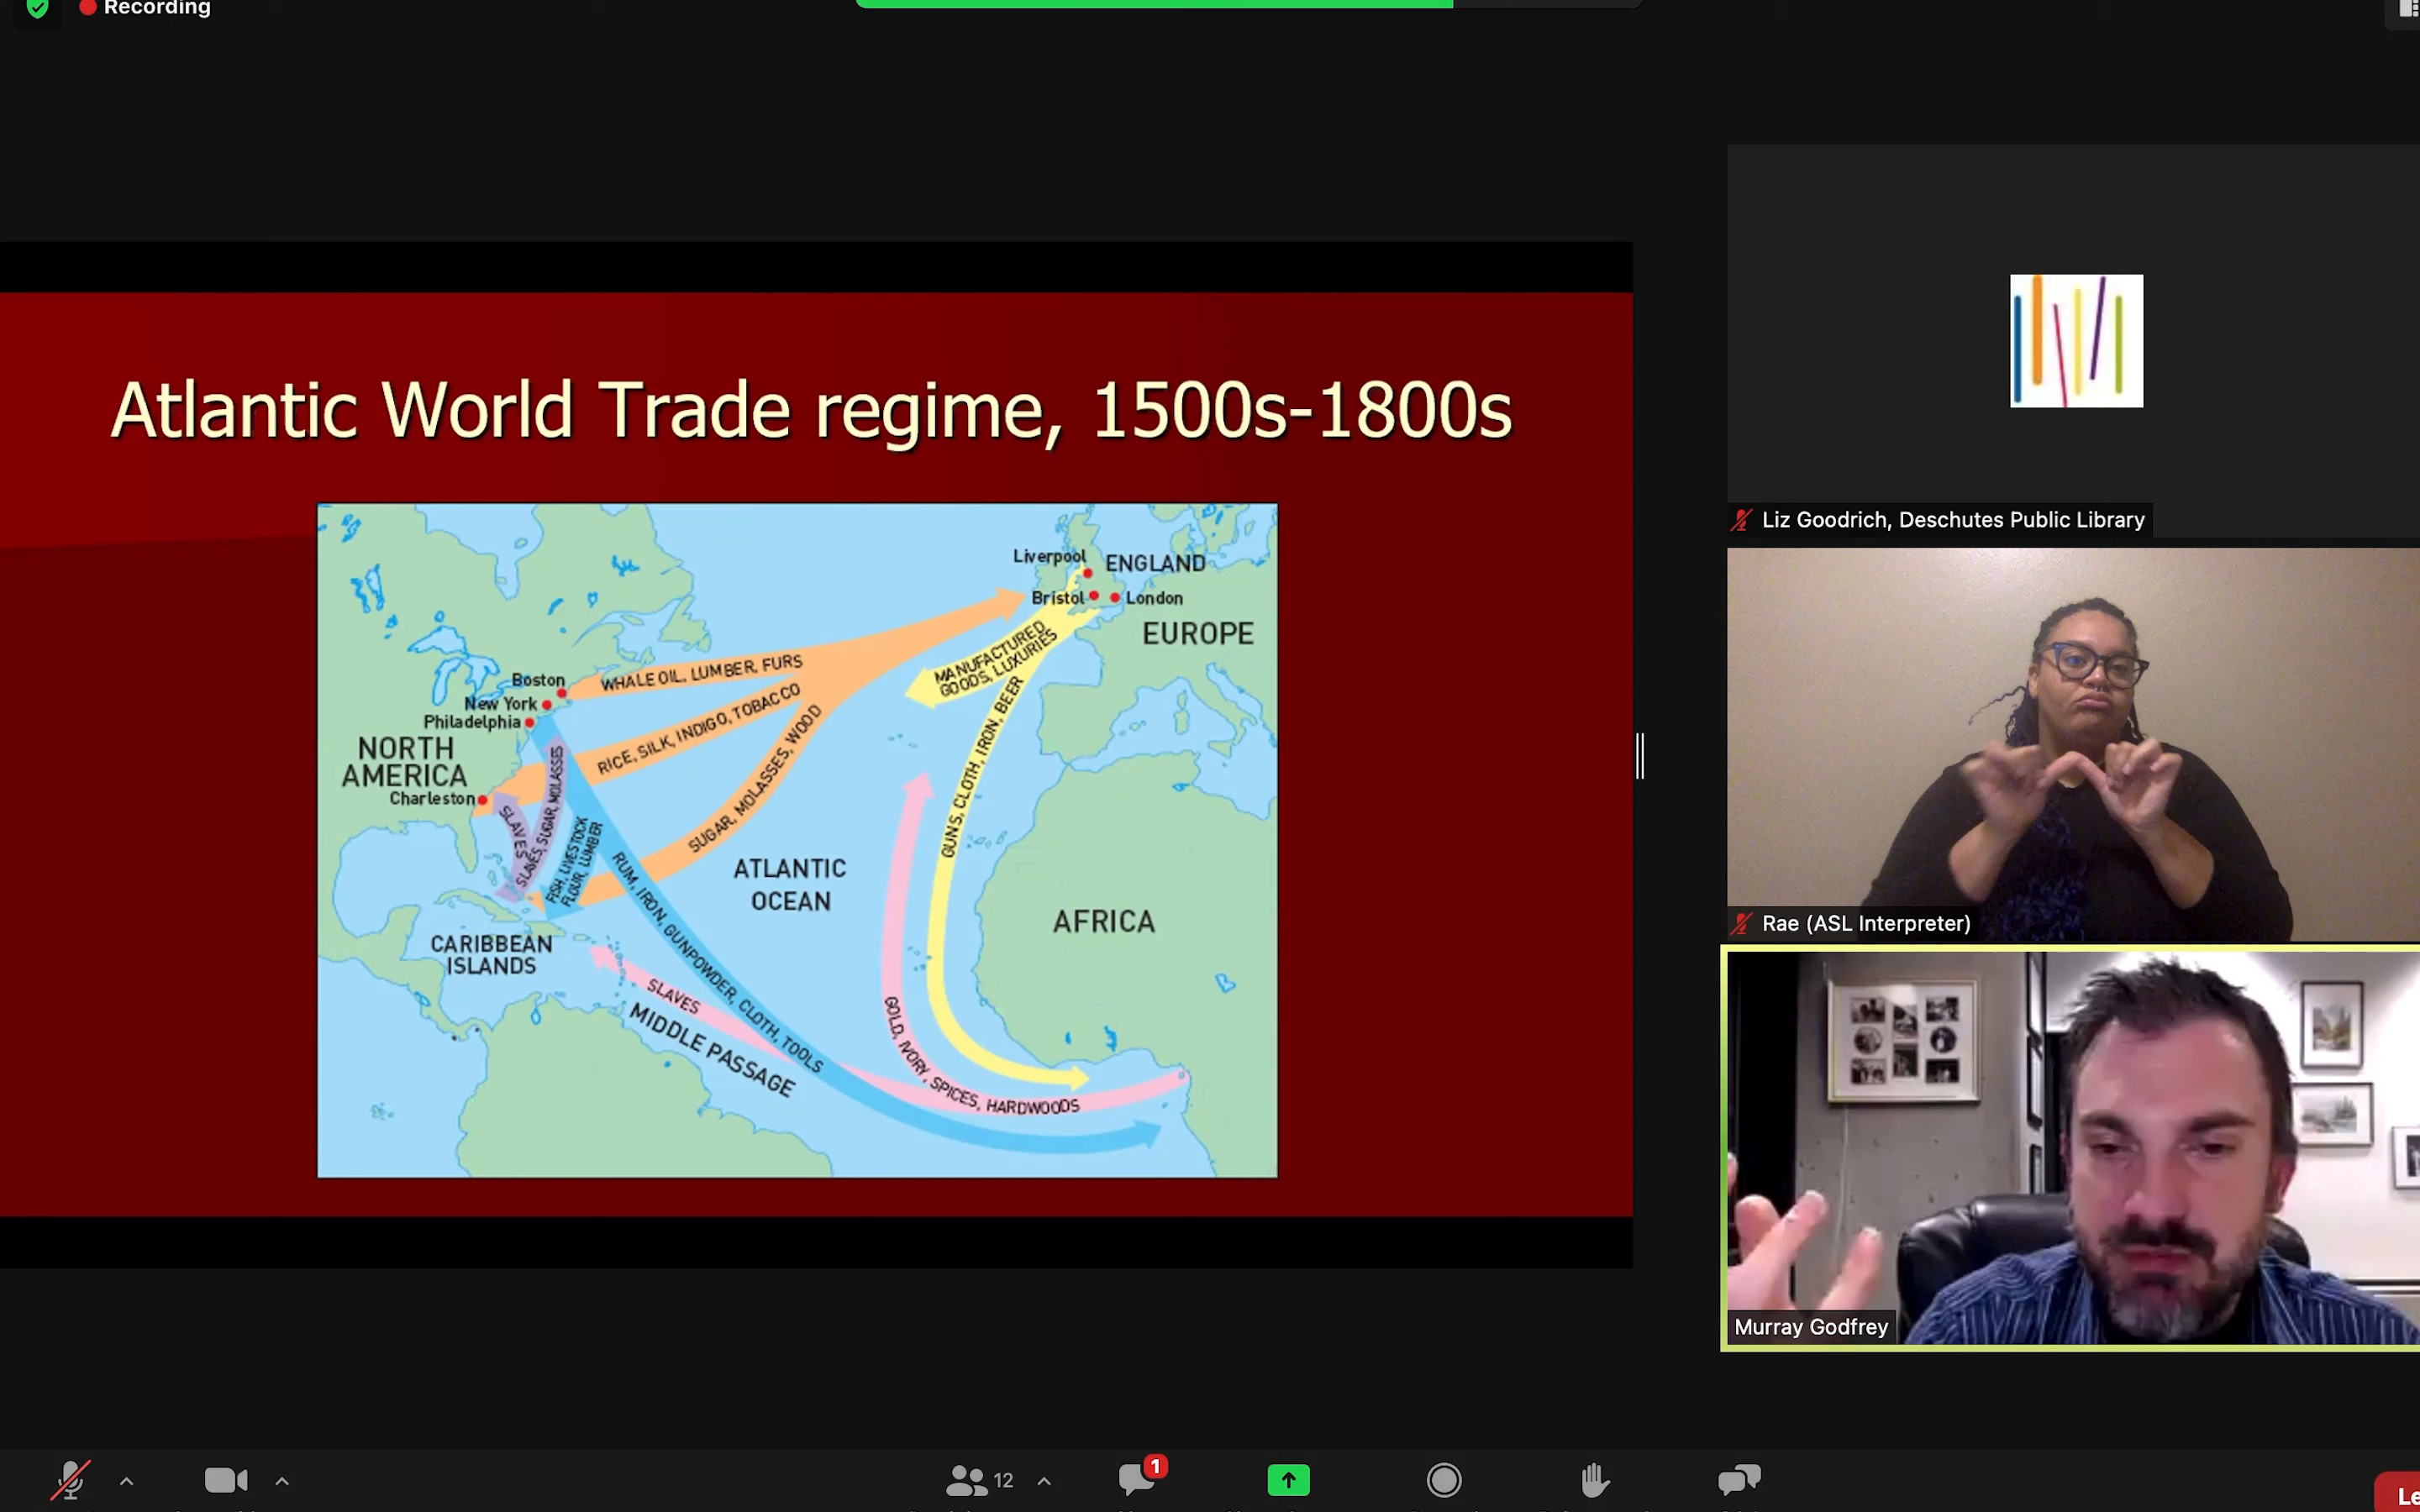 Recording
Atlantic World Trade regime, 1500s-1800s
Liverpool
ENGLAND
Bristol
London
EUROPE
MANUFACTURED
GOODS, LUXURIES
WHALE OIL, LUMBER, FURS
Boston
New York
Philadelphia
RICE, SILK, INDIGO, TOBACCO
NORTH
AMERICA
Charleston
SUGAR, MOLASSES, WOOD
GUNS, CLOTH, IRON, BEER
SLAVES
SLAVES, SUGAR, MOLASSES
FISH, LIVESTOCK
FLOUR, LUMBER
RUM, IRON, GUNPOWDER, CLOTH, TOOLS
ATLANTIC
OCEAN
AFRICA
CARIBBEAN
ISLANDS
SLAVES
MIDDLE PASSAGE
GOLD, IVORY, SPICES, HARDWOODS
Liz Goodrich, Deschutes Public Library
Rae (ASL Interpreter)
Murray Godfrey
12
1
Le